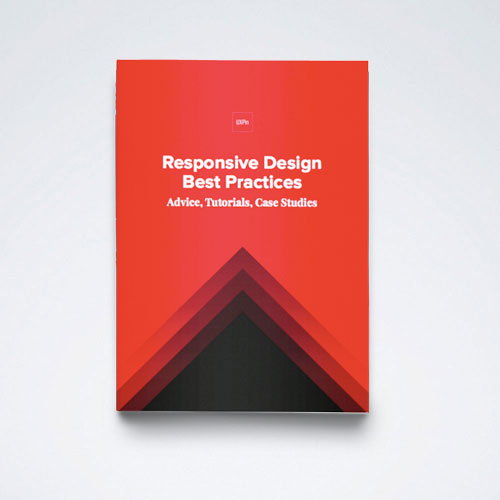 UXPin
Responsive Design
Best Practices
Advice, Tutorials, Case Studies